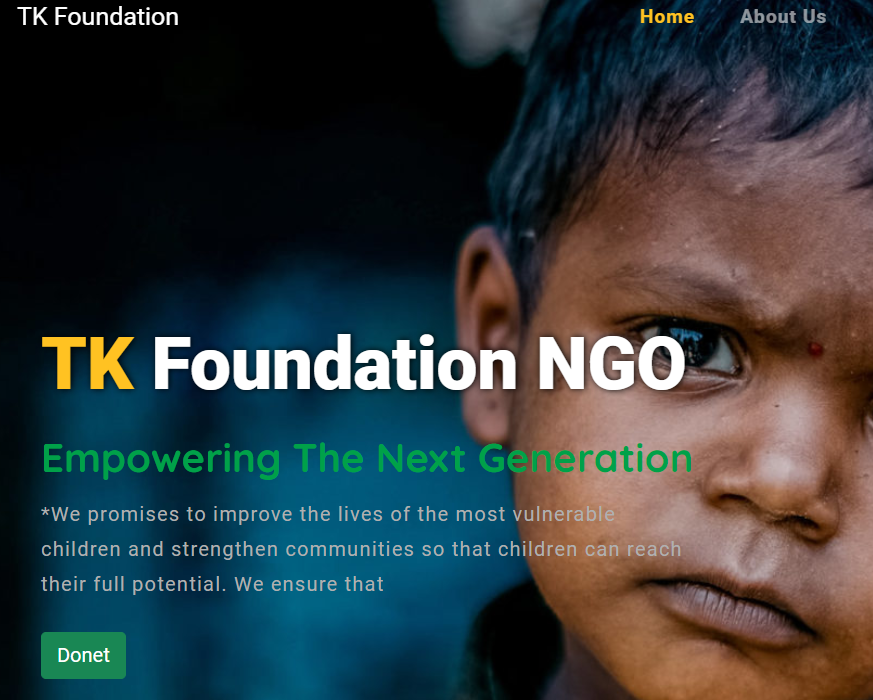 TK Foundation
Home
About Us
TK Foundation NGO
Empowering The Next Generation
*We promises to improve the lives of the most vulnerable
children and strengthen communities so that children can reach
their full potential. We ensure that
Donet